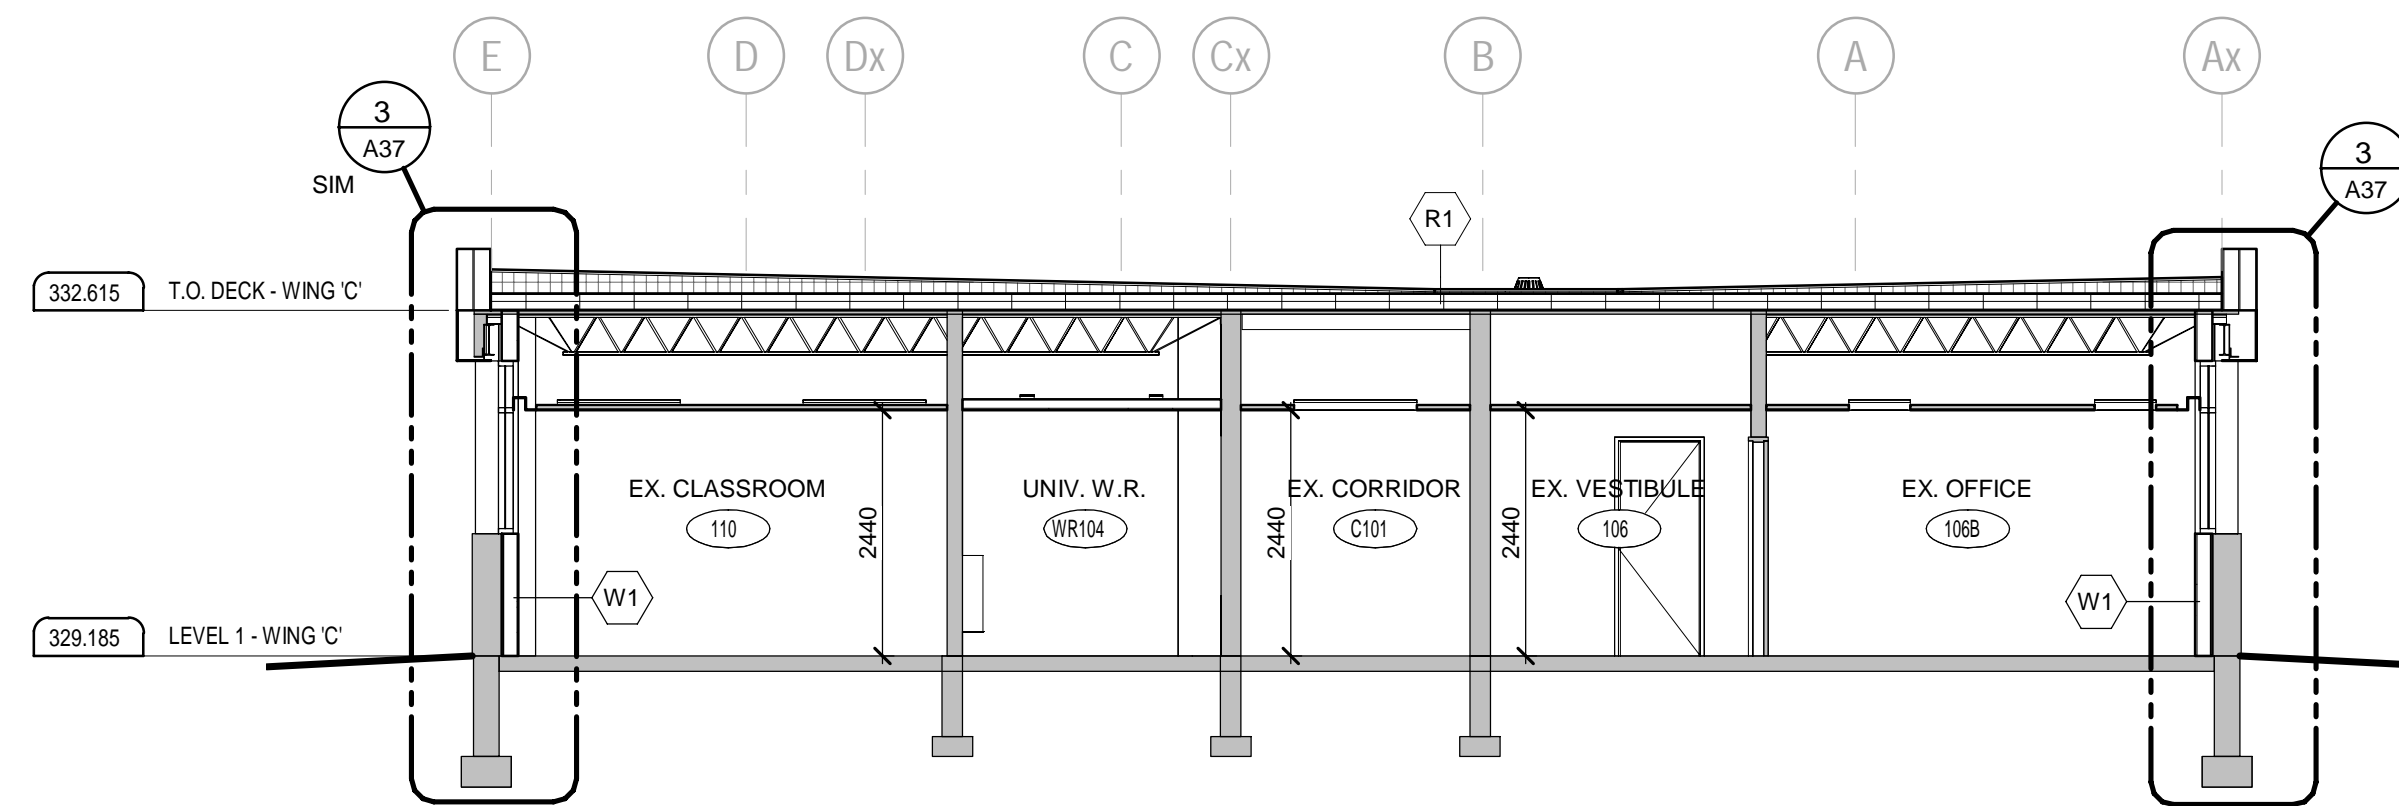 E
D
Dx
C
Cx
B
A
Ax
3
A37
SIM
3
A37
R1
332.615
T.O. DECK - WING 'C'
EX. CLASSROOM
110
2440
UNIV. W.R.
WR104
2440
EX. CORRIDOR
C101
2440
EX. VESTIBULE
106
EX. OFFICE
106B
W1
W1
329.185
LEVEL 1 - WING 'C'